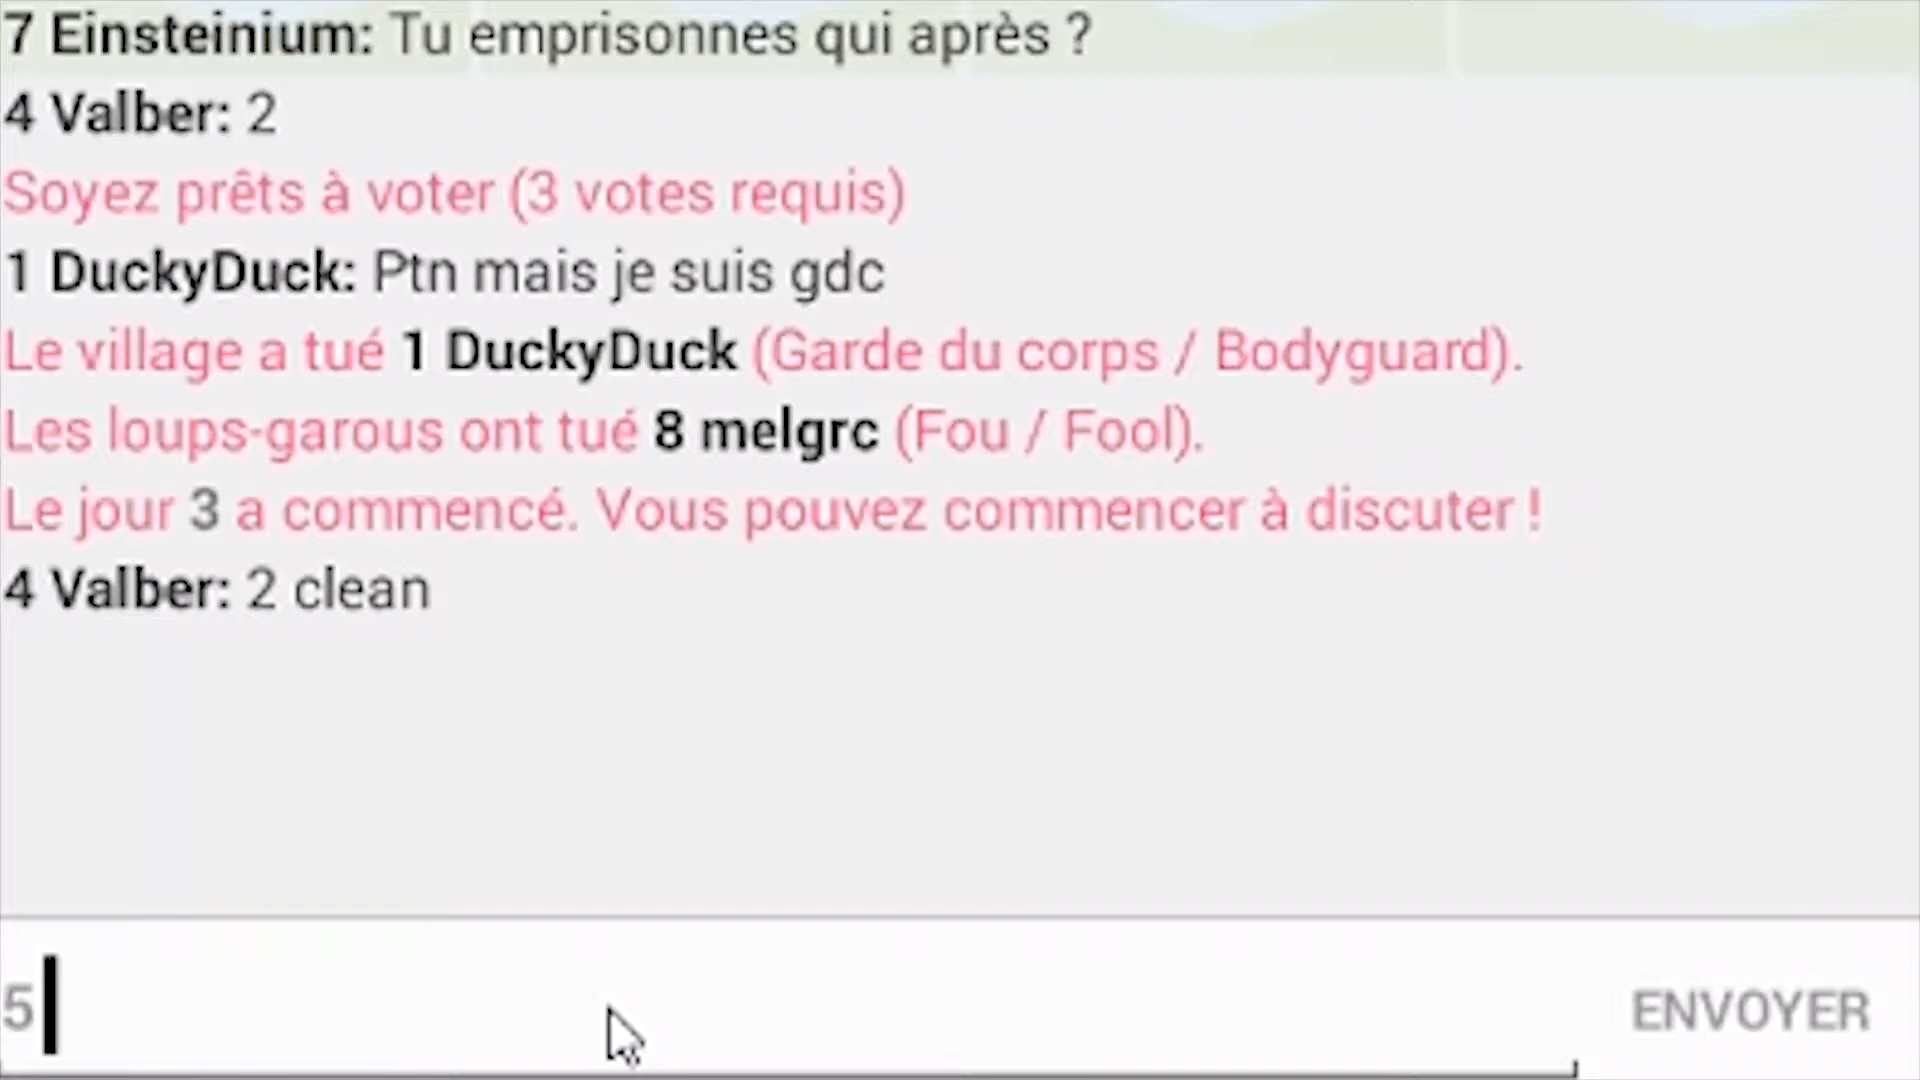 7 Einsteinium: Tu emprisonnes qui après ?
4 Valber: 2
Soyez prêts à voter (3 votes requis)
1 DuckyDuck: Ptn mais je suis gdc
Le village a tué 1 DuckyDuck (Garde du corps / Bodyguard).
Les loups-garous ont tué 8 melgrc (Fou / Fool).
Le jour 3 a commencé. Vous pouvez commencer à discuter !
4 Valber: 2 clean
5
ENVOYER